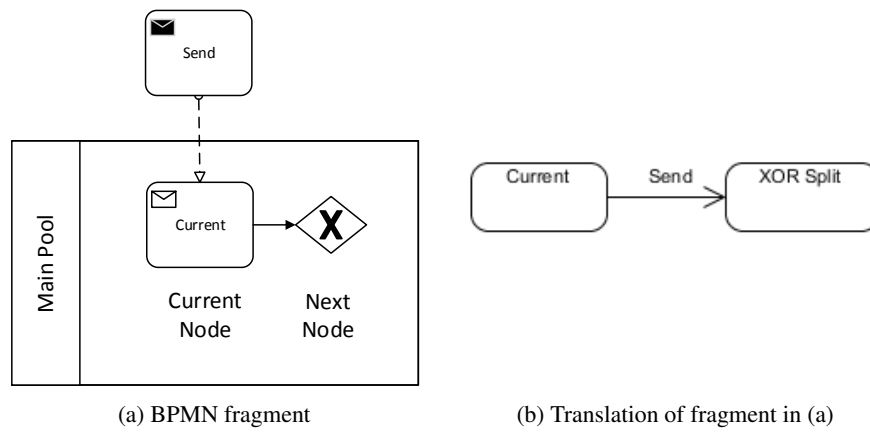 Send
Main Pool
Current
X
Current
Node
Next
Node
(a) BPMN fragment
Current
Send
XOR Split
(b) Translation of fragment in (a)